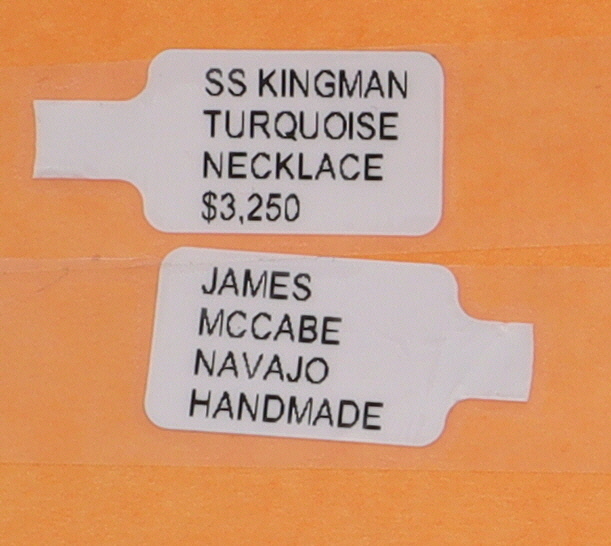 SS KINGMAN
TURQUOISE
NECKLACE
$3,250
JAMES
MCCABE
NAVAJO
HANDMADE